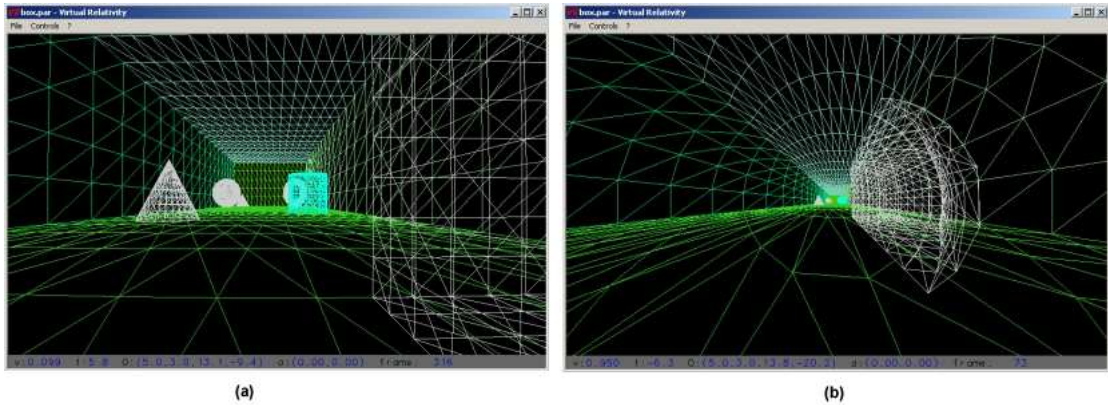 box.par - Virtual Relativity
File Controls ?
v:0.099 t:5.8 O:(5.0,3.0,13.1,-9.4) a:(0.00,0.00) frame: 316
(a)
box.par - Virtual Relativity
File Controls ?
v:0.950 t:-6.3 O:(5.0,3.0,13.8,-20.2) a:(0.00,0.00) frame: 73
(b)